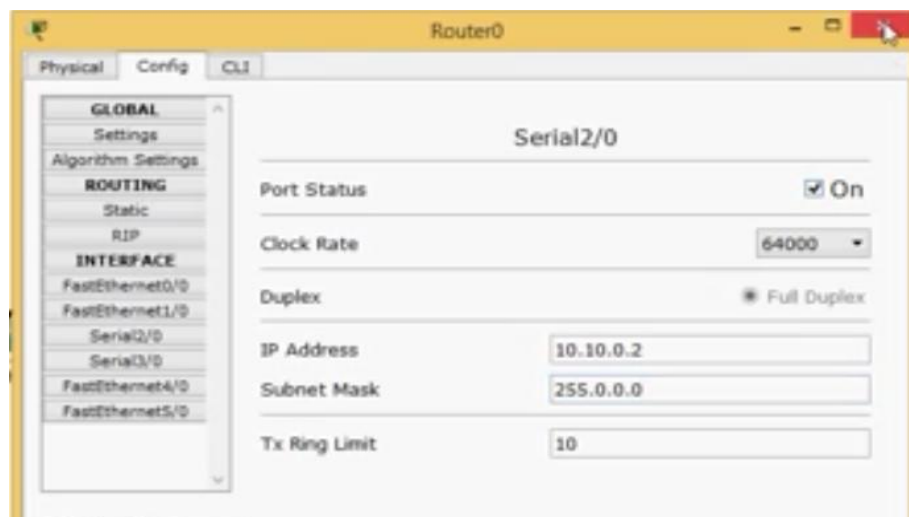 Router0
Physical Config CLI
GLOBAL
Settings
Algorithm Settings
ROUTING
Static
RIP
INTERFACE
FastEthernet0/0
FastEthernet1/0
Serial2/0
Serial3/0
FastEthernet4/0
FastEthernet5/0
Serial2/0
Port Status On
Clock Rate 64000
Duplex Full Duplex
IP Address 10.10.0.2
Subnet Mask 255.0.0.0
Tx Ring Limit 10